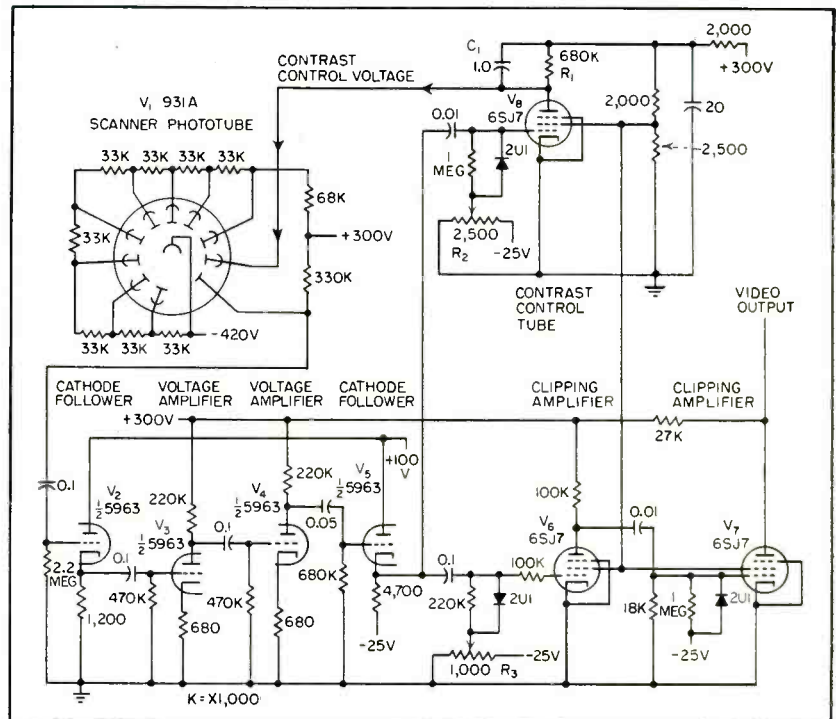 CONTRAST
CONTROL VOLTAGE
V1 931A
SCANNER PHOTOTUBE
33K 33K 33K 33K
33K
33K 33K 33K
68K
+300V
330K
-420V
C1
1.0
680K
R1
2,000
+300V
2,000
20
2,500
0.01
V8
6SJ7
1
MEG
2U1
2,500
R2
-25V
CONTRAST
CONTROL
TUBE
VIDEO
OUTPUT
CATHODE
FOLLOWER
VOLTAGE
AMPLIFIER
VOLTAGE
AMPLIFIER
CATHODE
FOLLOWER
CLIPPING
AMPLIFIER
CLIPPING
AMPLIFIER
+300V
27K
+100
V
0.1
V2
½ 5963
220K
V3
½ 5963
0.1
V4
½ 5963
220K
0.05
V5
½ 5963
100K
0.01
V6
6SJ7
V7
6SJ7
2.2
MEG
0.1
1,200
470K
680
470K
680
680K
4,700
-25V
0.1
220K
2U1
100K
1,000 R3
-25V
18K
1
MEG
2U1
-25V
K=X1,000